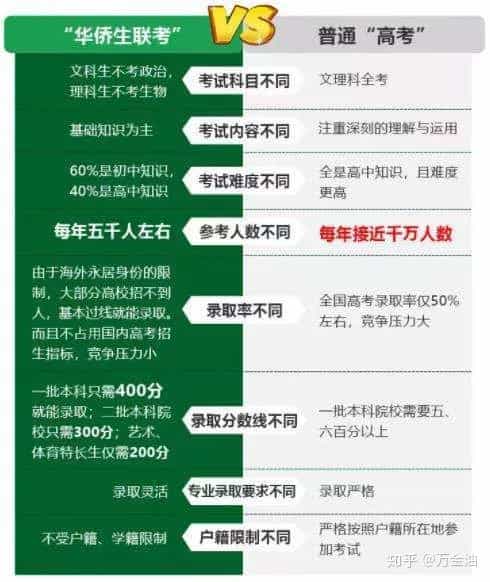 “华侨生联考”
VS
普通“高考”
文科生不考政治，
理科生不考生物
考试科目不同
文理科全考
基础知识为主
考试内容不同
注重深刻的理解与运用
60%是初中知识，
40%是高中知识
考试难度不同
全是高中知识，且难度
更高
每年五千人左右
参考人数不同
每年接近千万人数
由于海外永居身份的限
制，大部分高校招不到
人，基本过线就能录取。
而且不占用国内高考招
生指标，竞争压力小
录取率不同
全国高考录取率仅50%
左右，竞争压力大
一批本科只需400分
就能录取；二批本科院
校只需300分；艺术、
体育特长生仅需200分
录取分数线不同
一批本科院校需要五、
六百分以上
录取灵活
专业录取要求不同
录取严格
不受户籍、学籍限制
户籍限制不同
严格按照户籍所在地参
加考试
知乎 @万金油